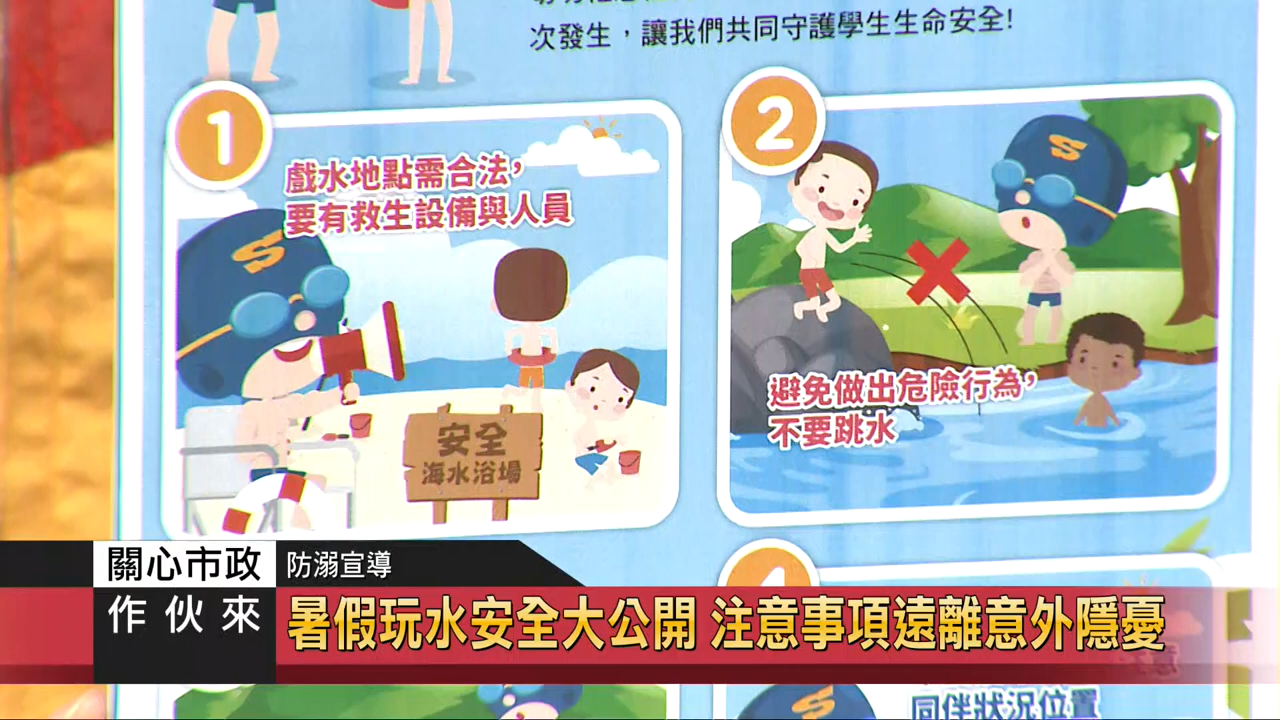 次發生，讓我們共同守護學生生命安全!
1
戲水地點需合法，
要有救生設備與人員
S
安全
海水浴場
2
S
避免做出危險行為，
不要跳水
4
關心市政
防溺宣導
作伙來
暑假玩水安全大公開 注意事項遠離意外隱憂
S
同伴狀況位置